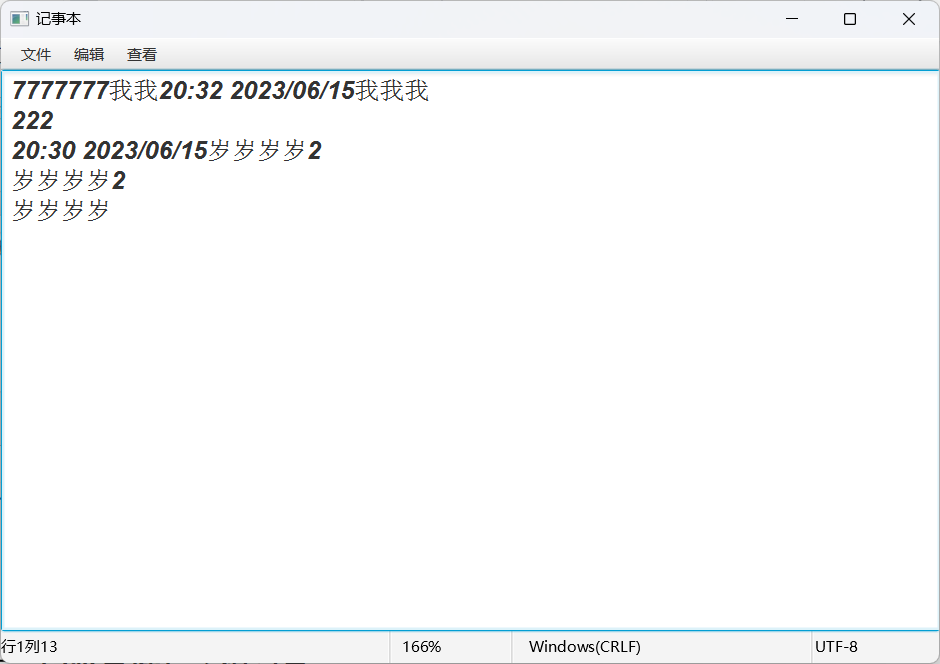 记事本
文件 编辑 查看
7777777我我20:32 2023/06/15我我我
222
20:30 2023/06/15岁岁岁岁2
岁岁岁岁2
岁岁岁岁
行1列13 166% Windows(CRLF) UTF-8